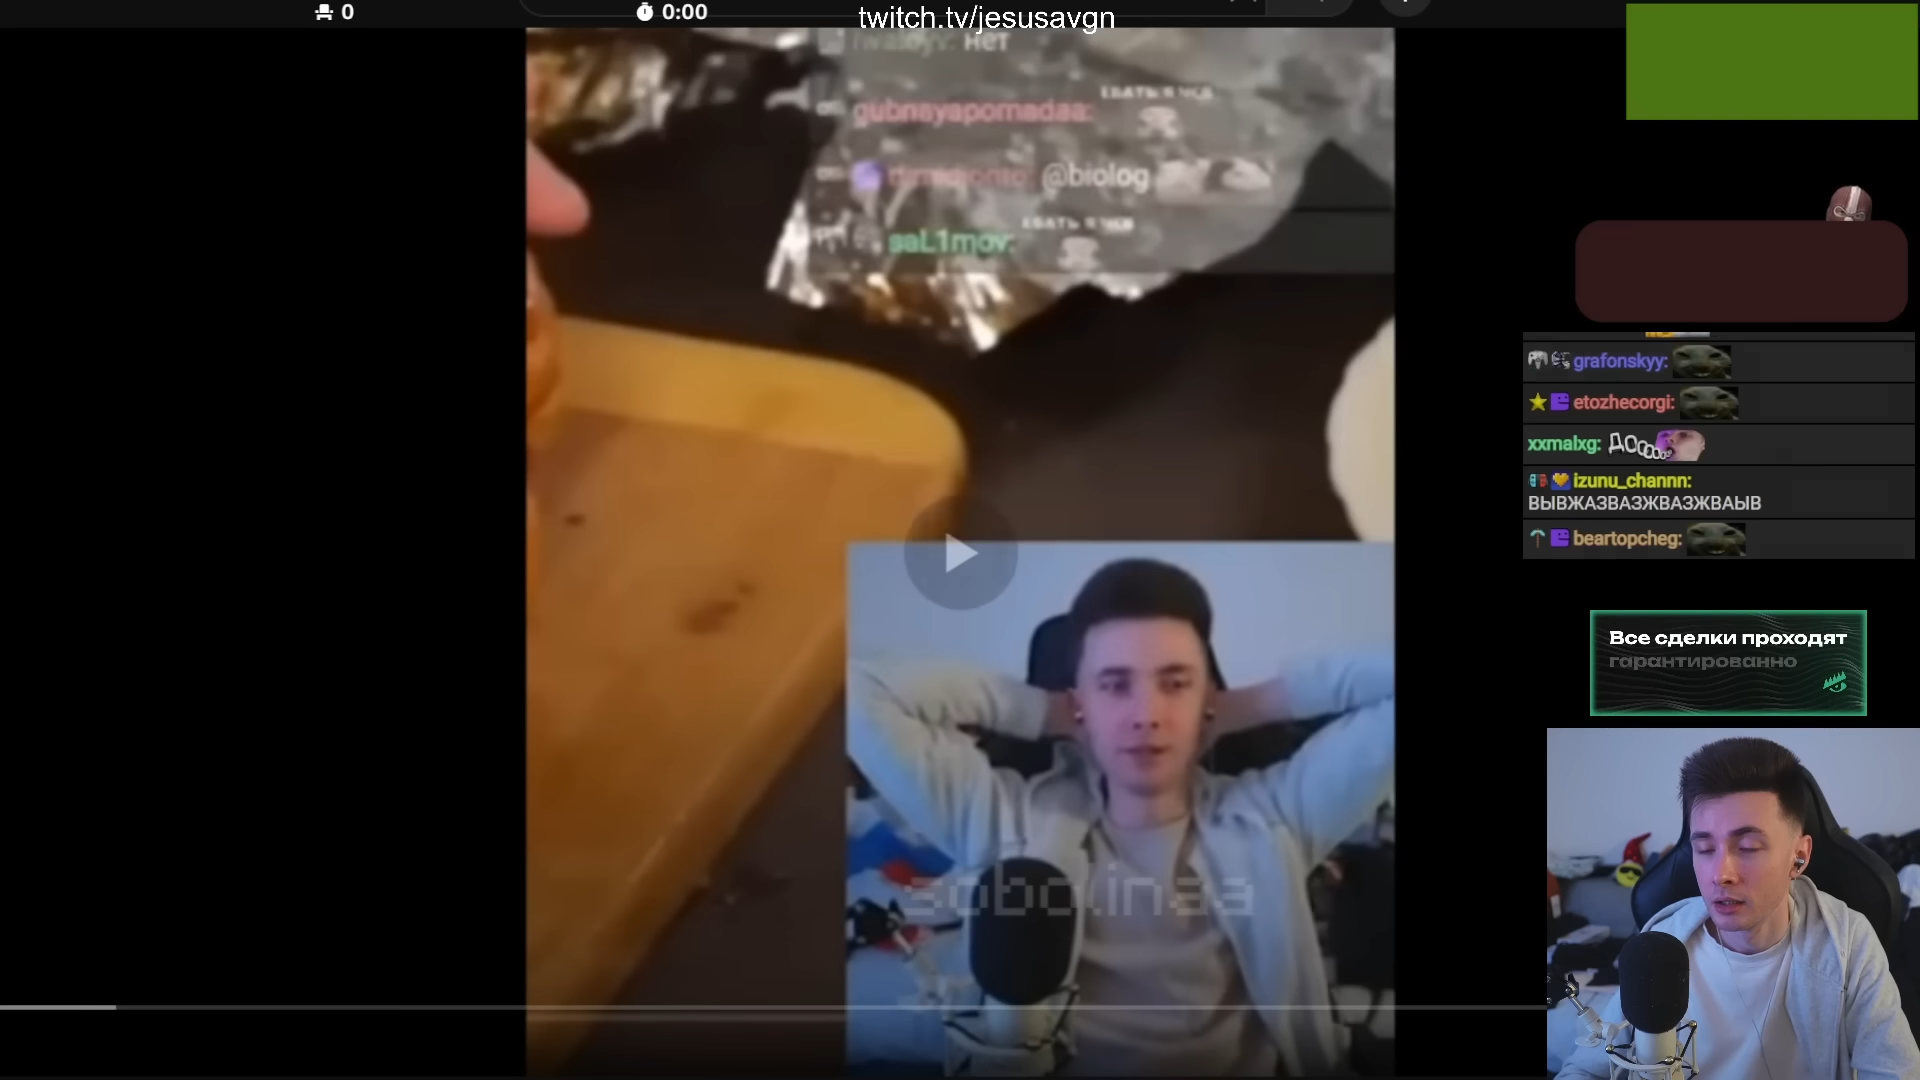 0
0:00
twitch.tv/jesusavgn
нет
gubnayapomadaa:
@biolog
saL1mov:
sobolinaa
grafonskyy:
etozhecorgi:
xxmalxg: ДОооооо
izunu_channn:
ВЫВЖАЗВАЗЖВАЗЖВАЫВ
beartopcheg:
Все сделки проходят
гарантированно